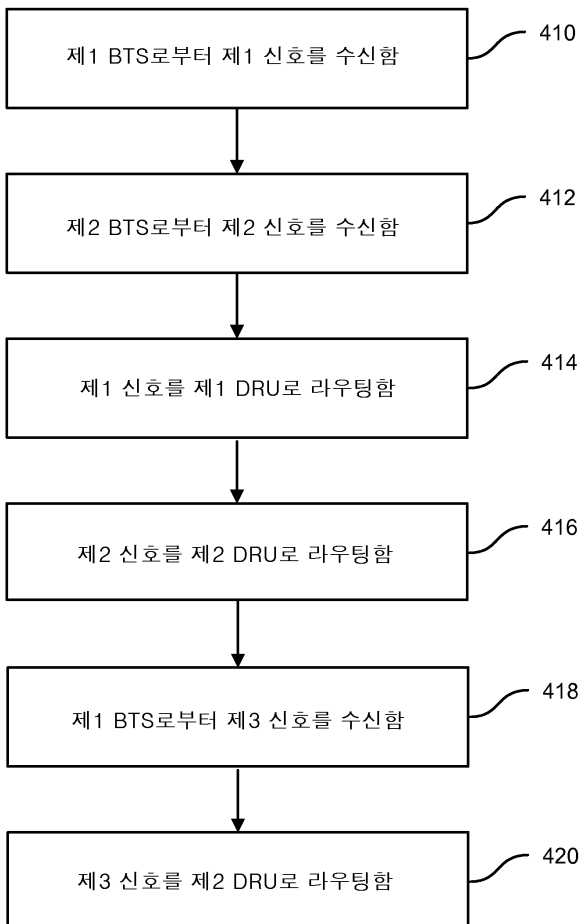 제1 BTS로부터 제1 신호를 수신함
410
제2 BTS로부터 제2 신호를 수신함
412
제1 신호를 제1 DRU로 라우팅함
414
제2 신호를 제2 DRU로 라우팅함
416
제1 BTS로부터 제3 신호를 수신함
418
제3 신호를 제2 DRU로 라우팅함
420